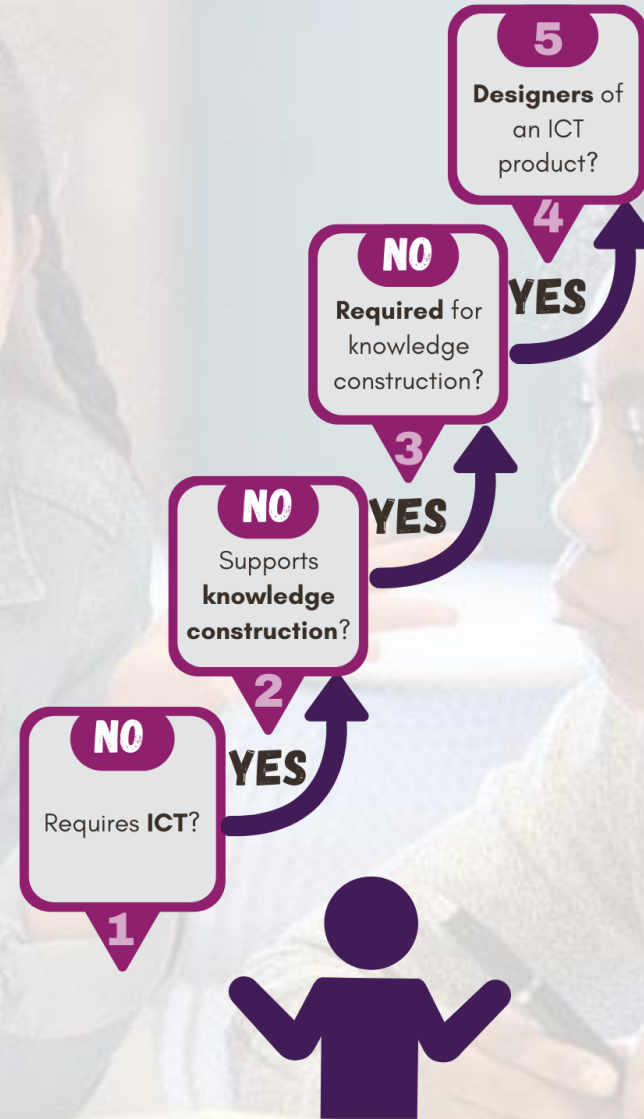 5
Designers of
an ICT
product?
4
NO
YES
Required for
knowledge
construction?
3
NO
YES
Supports
knowledge
construction?
2
NO
YES
Requires ICT?
1